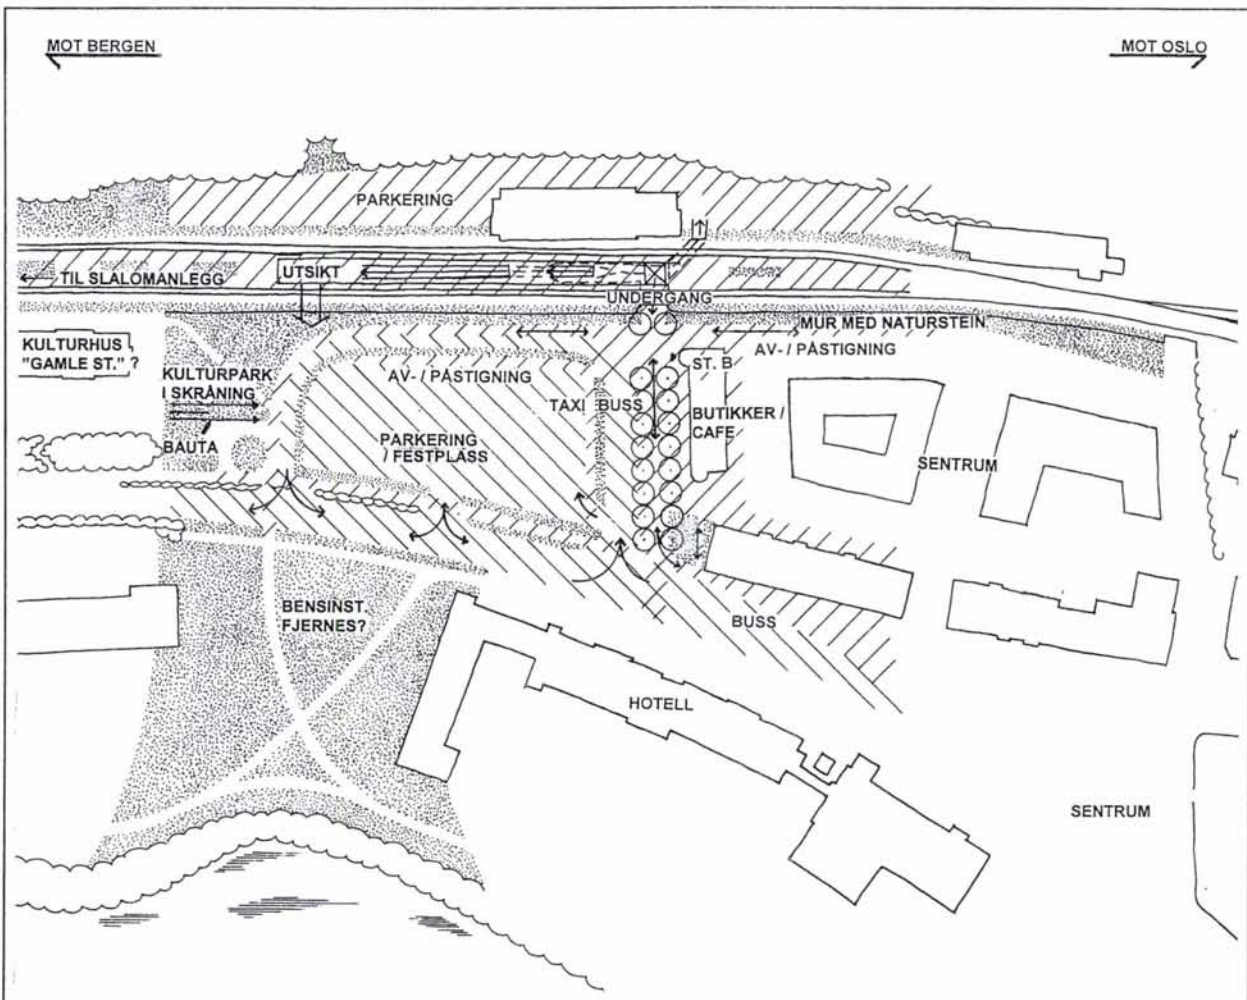 MOT BERGEN
MOT OSLO
PARKERING
TIL SLALOMANLEGG
UTSIKT
UNDERGANG
MUR MED NATURSTEIN
AV- / PÅSTIGNING
KULTURHUS
"GAMLE ST." ?
KULTURPARK
I SKRÅNING
BAUTA
AV- / PÅSTIGNING
TAXI BUSS
ST. B
BUTIKKER /
CAFE
PARKERING
/ FESTPLASS
SENTRUM
BENSINST.
FJERNES?
BUSS
HOTELL
SENTRUM